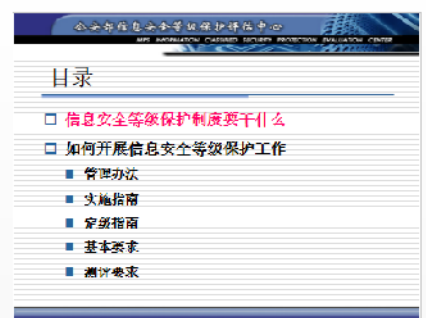 公安部信息安全等级保护评估中心
MPS INFORMATION CLASSIFIED SECURITY PROTECTION EVALUATION CENTER
目录
信息安全等级保护制度要干什么
如何开展信息安全等级保护工作
管理办法
实施指南
定级指南
基本要求
测评要求